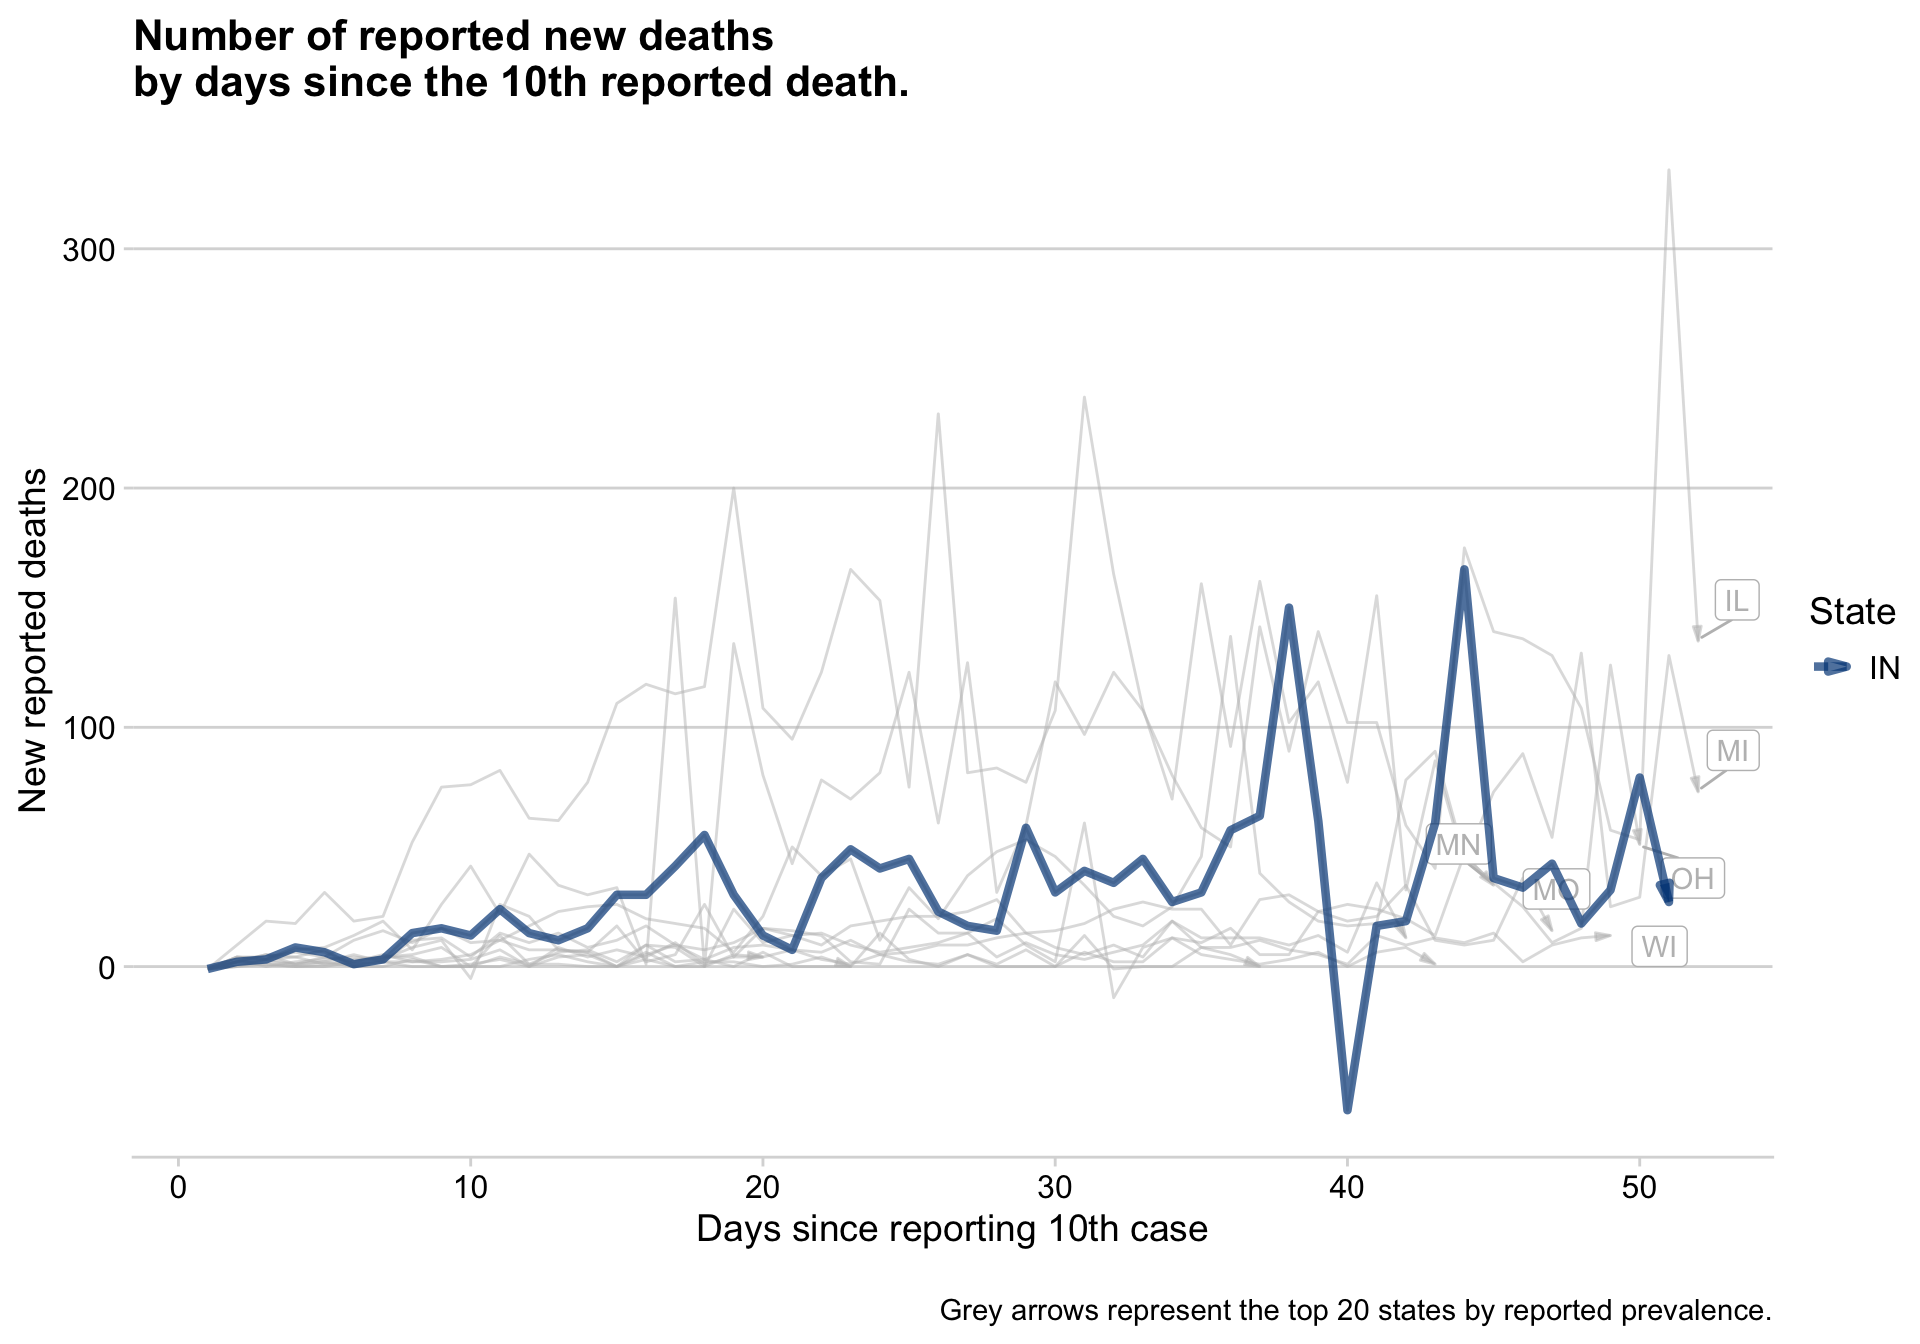 Number of reported new deaths
by days since the 10th reported death.
New reported deaths
300
200
100
0
IL
MI
MN
MO
OH
WI
State
IN
0 10 20 30 40 50
Days since reporting 10th case
Grey arrows represent the top 20 states by reported prevalence.